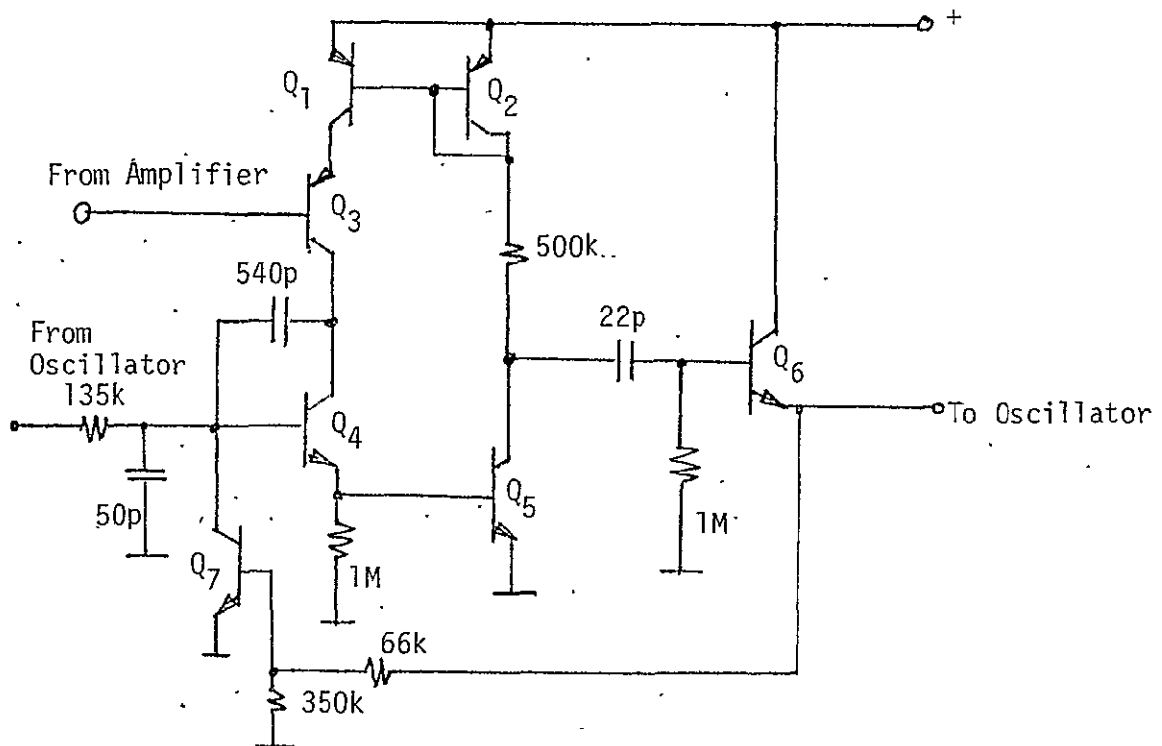 +
Q1
Q2
From Amplifier
Q3
500k..
540p
22p
From
Oscillator
135k
Q6
To Oscillator
Q4
Q5
50p
1M
1M
Q7
66k
350k